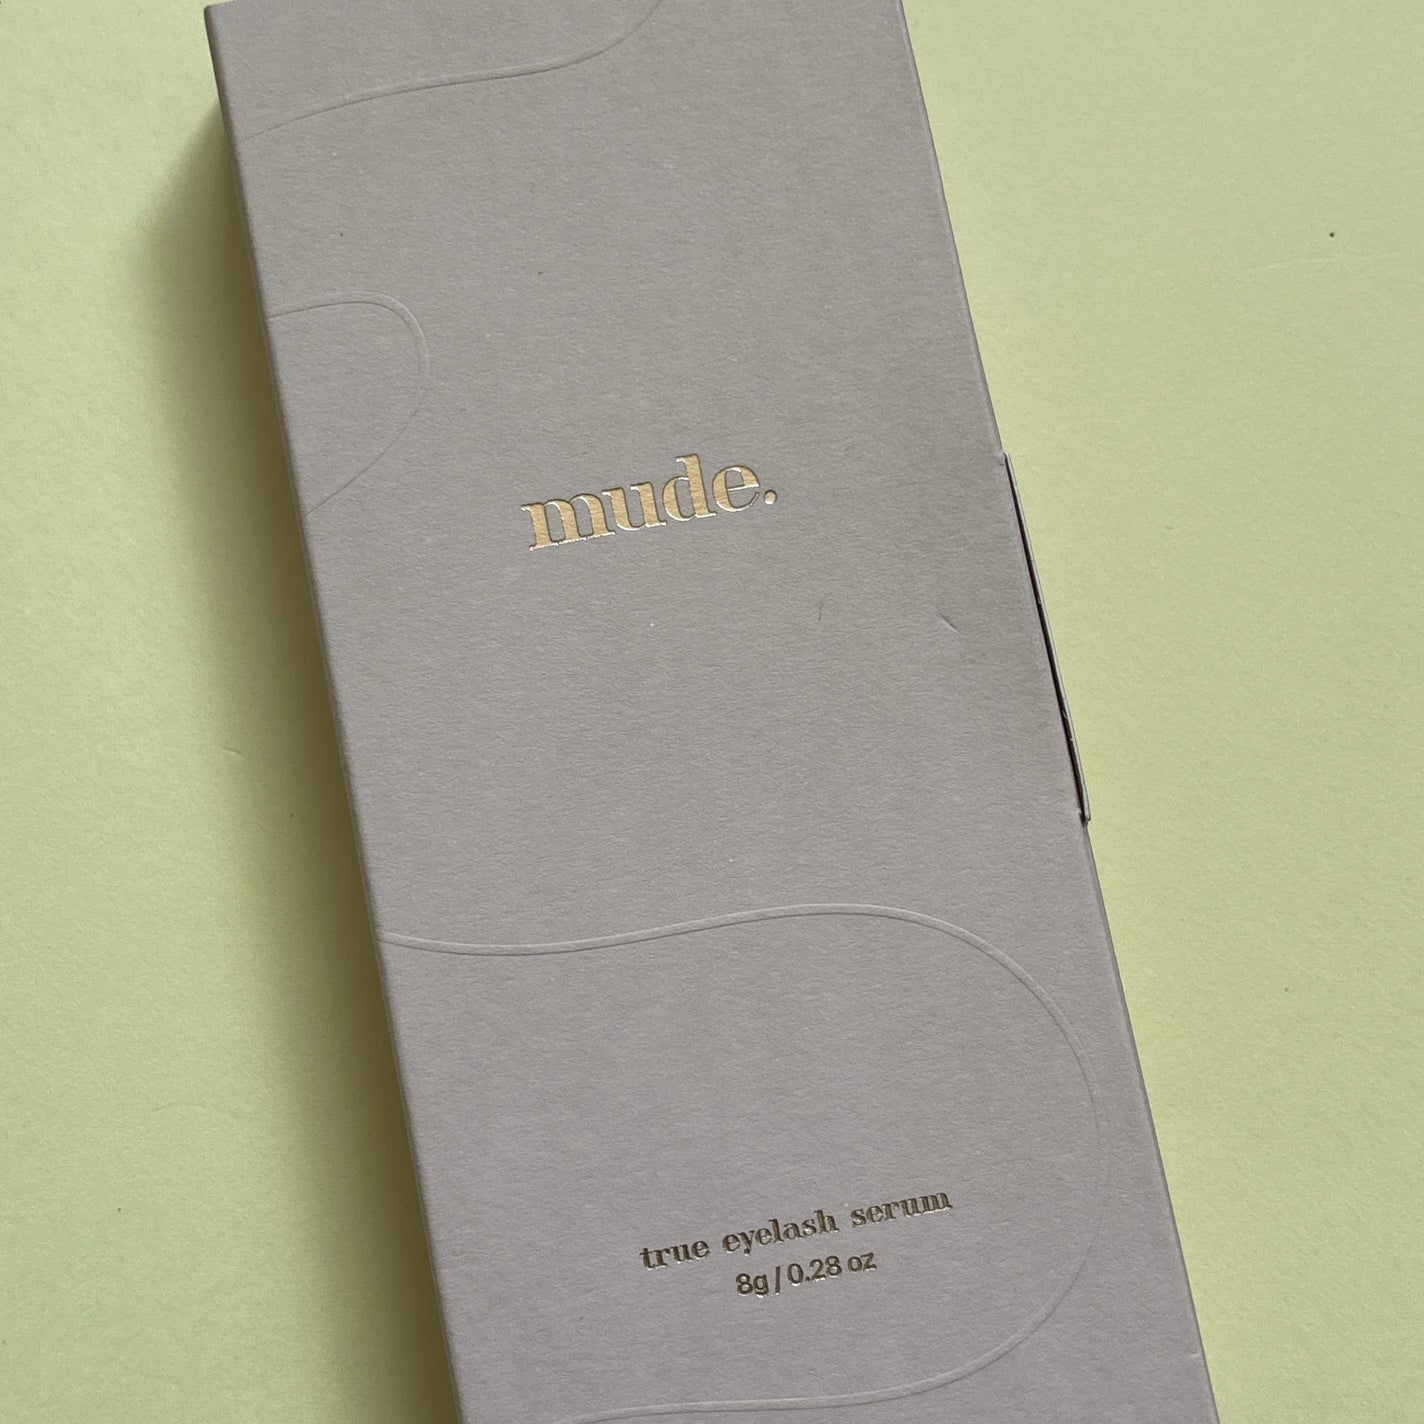 mude.
true eyelash serum
8g/0.28 oz